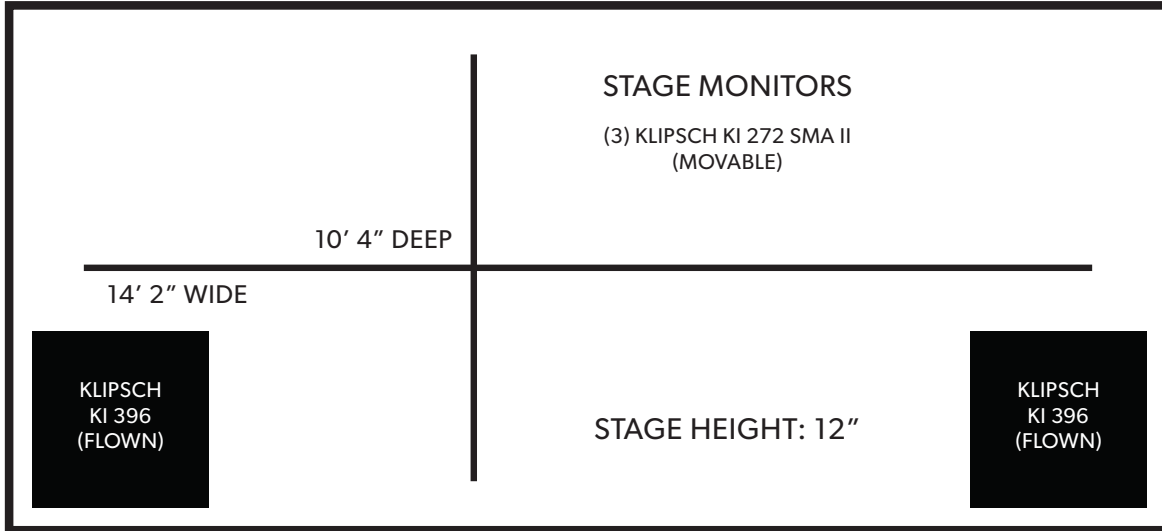 STAGE MONITORS
(3) KLIPSCH KI 272 SMA II
(MOVABLE)
10’ 4” DEEP
14’ 2” WIDE
KLIPSCH
KI 396
(FLOWN)
STAGE HEIGHT: 12”
KLIPSCH
KI 396
(FLOWN)